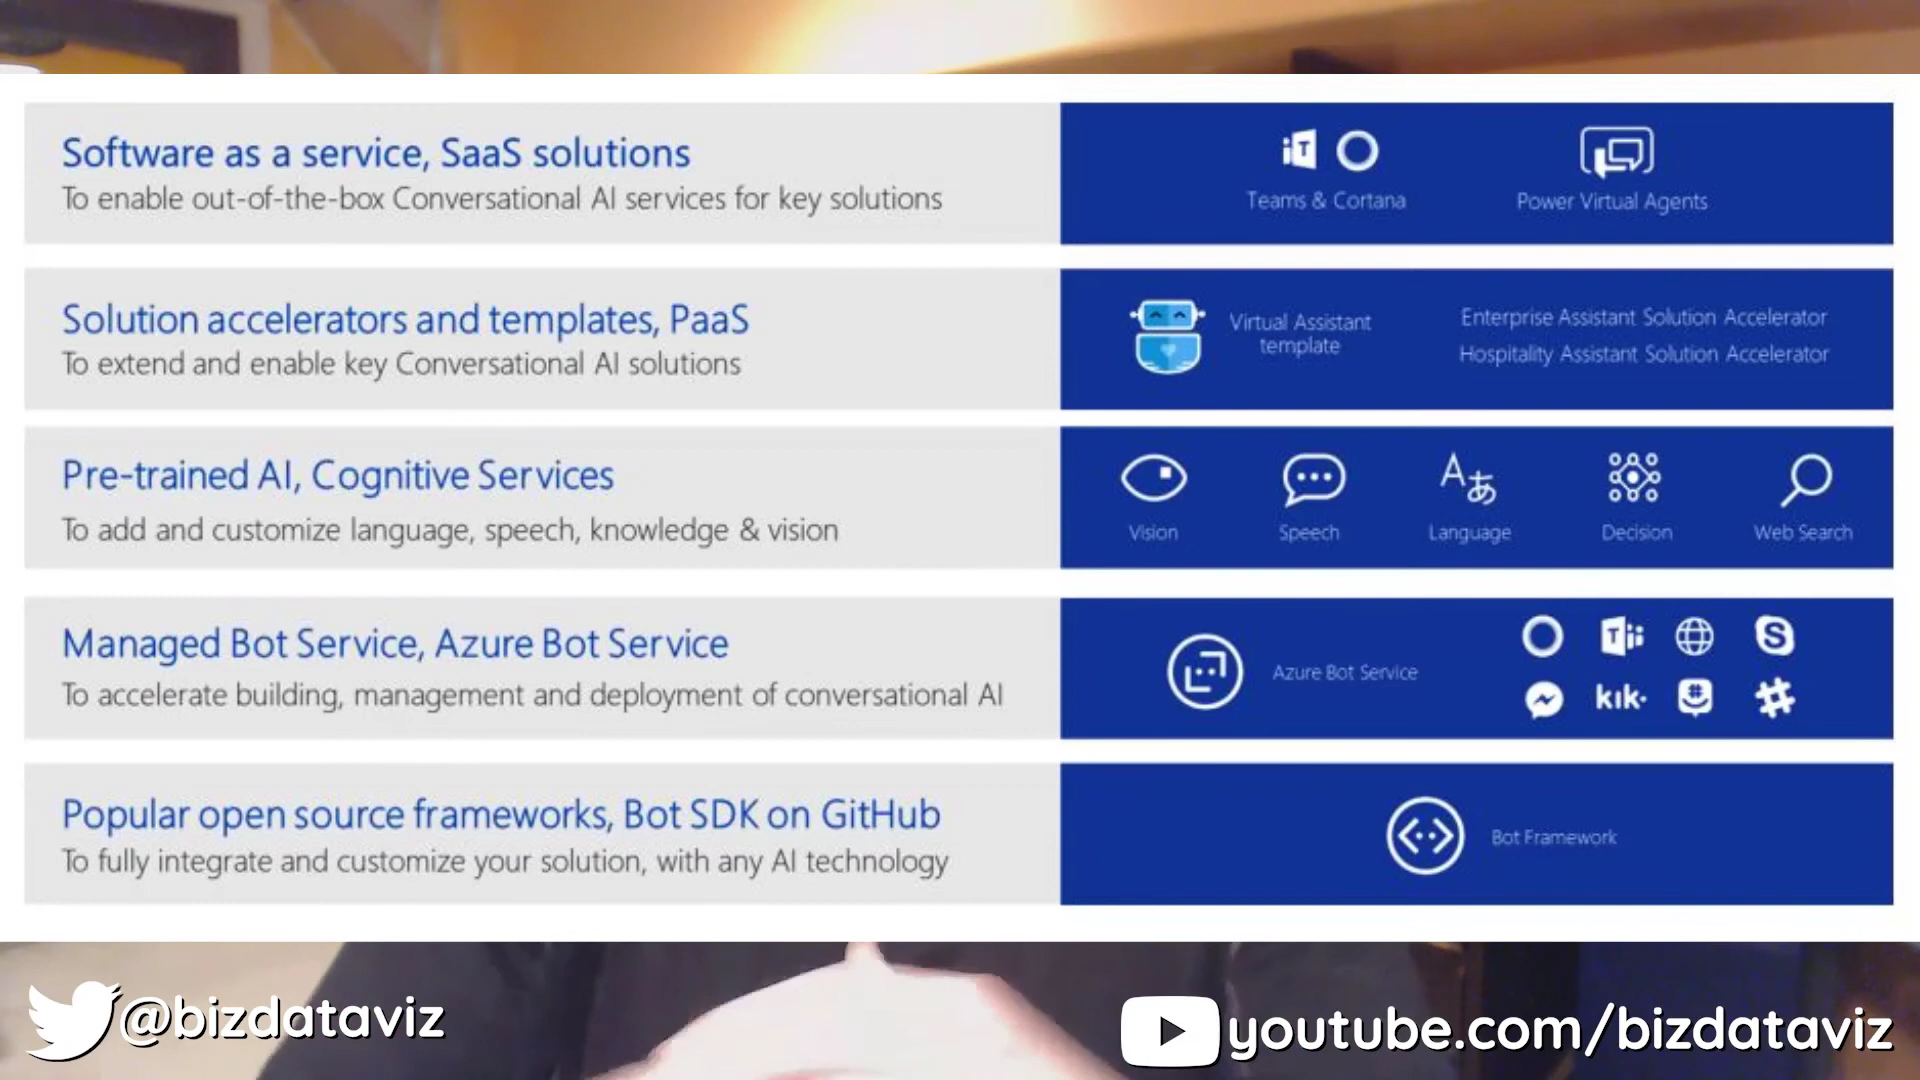 Software as a service, SaaS solutions
To enable out-of-the-box Conversational AI services for key solutions
Teams & Cortana
Power Virtual Agents
Solution accelerators and templates, PaaS
To extend and enable key Conversational AI solutions
Virtual Assistant
template
Enterprise Assistant Solution Accelerator
Hospitality Assistant Solution Accelerator
Pre-trained AI, Cognitive Services
To add and customize language, speech, knowledge & vision
Vision
Speech
Language
Decision
Web Search
Managed Bot Service, Azure Bot Service
To accelerate building, management and deployment of conversational AI
Azure Bot Service
kik
Popular open source frameworks, Bot SDK on GitHub
To fully integrate and customize your solution, with any AI technology
Bot Framework
@bizdataviz
youtube.com/bizdataviz